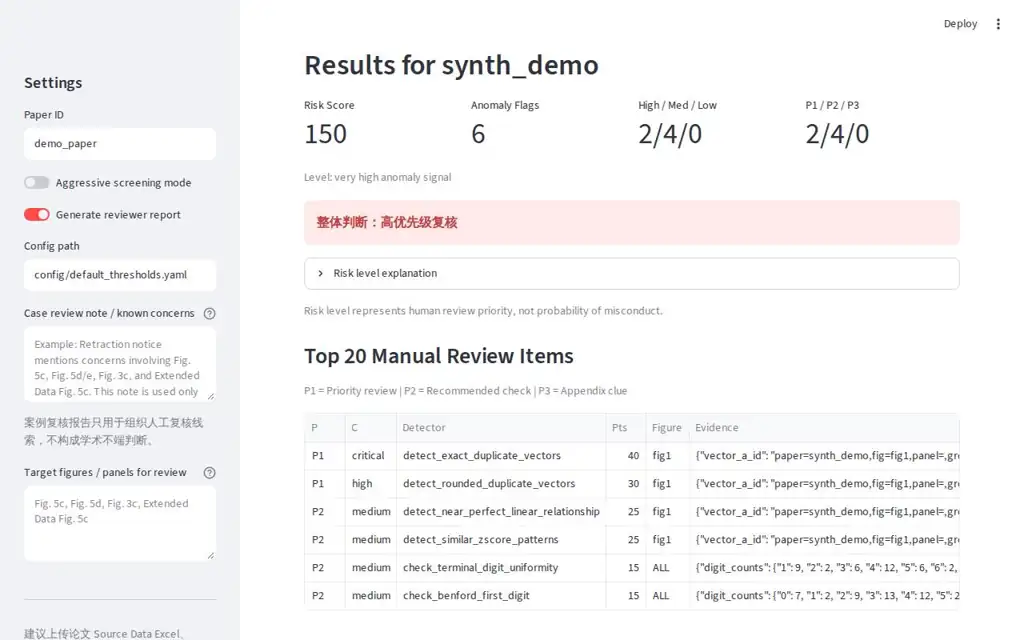 Deploy
Settings
Paper ID
demo_paper
Aggressive screening mode
Generate reviewer report
Config path
config/default_thresholds.yaml
Case review note / known concerns
Example: Retraction notice
mentions concerns involving Fig.
5c, Fig. 5d/e, Fig. 3c, and Extended
Data Fig. 5c. This note is used only
案例复核报告只用于组织人工复核线
索，不构成学术不端判断。
Target figures / panels for review
Fig. 5c, Fig. 5d, Fig. 3c, Extended
Data Fig. 5c
建议上传论文 Source Data Excel、
Results for synth_demo
Risk Score Anomaly Flags High / Med / Low P1 / P2 / P3
150 6 2/4/0 2/4/0
Level: very high anomaly signal
整体判断：高优先级复核
Risk level explanation
Risk level represents human review priority, not probability of misconduct.
Top 20 Manual Review Items
P1 = Priority review | P2 = Recommended check | P3 = Appendix clue
P C Detector Pts Figure Evidence
P1 critical detect_exact_duplicate_vectors 40 fig1 {"vector_a_id": "paper=synth_demo,fig=fig1,panel=,gr
P1 high detect_rounded_duplicate_vectors 30 fig1 {"vector_a_id": "paper=synth_demo,fig=fig1,panel=,gr
P2 medium detect_near_perfect_linear_relationship 25 fig1 {"vector_a_id": "paper=synth_demo,fig=fig1,panel=,gr
P2 medium detect_similar_zscore_patterns 25 fig1 {"vector_a_id": "paper=synth_demo,fig=fig1,panel=,gr
P2 medium check_terminal_digit_uniformity 15 ALL {"digit_counts": {"1": 9, "2": 2, "3": 6, "4": 12, "5": 6, "6": 2,
P2 medium check_benford_first_digit 15 ALL {"digit_counts": {"0": 7, "1": 2, "2": 9, "3": 13, "4": 12, "5": 2